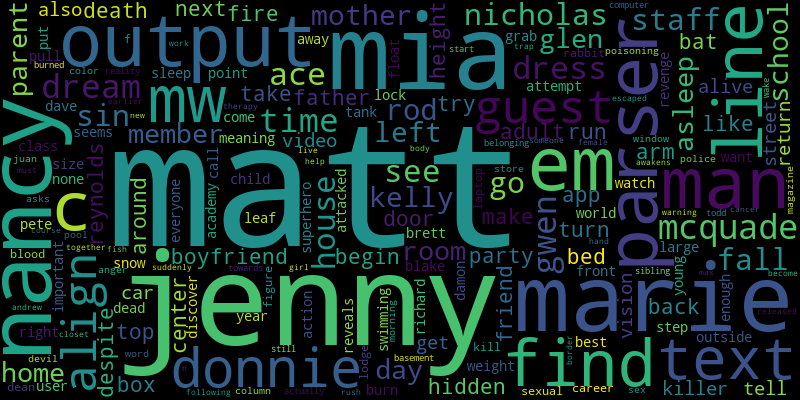 matt
jenny
mia
marie
nancy
output
parser
man
line
find
text
em
mw
c
donnie
guest
align
mcquade
nicholas
staff
school
dress
mother
ace
dream
sin
time
rod
left
see
go
kelly
house
room
door
member
father
take
try
adult
run
arm
asleep
bat
glen
height
parent
home
box
top
car
despite
center
discover
boyfriend
begin
party
friend
gwen
app
turn
bed
fall
back
vision
killer
tell
hidden
day
get
make
reynolds
around
also
death
next
fire
away
sleep
point
video
meaning
come
call
child
academy
everyone
leaf
superhero
attacked
snow
dead
year
figure
action
reveals
lodge
swimming
morning
richard
damon
blake
brett
lock
tank
float
grab
rabbit
attempt
alive
like
street
return
revenge
poisoning
computer
escaped
want
police
window
watch
world
belonging
someone
female
store
laptop
body
live
help
therapy
new
reality
earlier
color
work
f
start
trap
put
pull
burned
dave
seems
class
juan
must
size
none
asks
course
pete
pool
blood
important
together
fish
anger
andrew
suddenly
towards
girl
right
closet
devil
dean
user
word
n
still
following
column
actually
rush
burn
basement
kill
weight
sexual
career
sex
border
best
front
hand
sibling
large
young
step
outside
enough
max
todd
cancer
warning
awakens
magazine
become
released
make